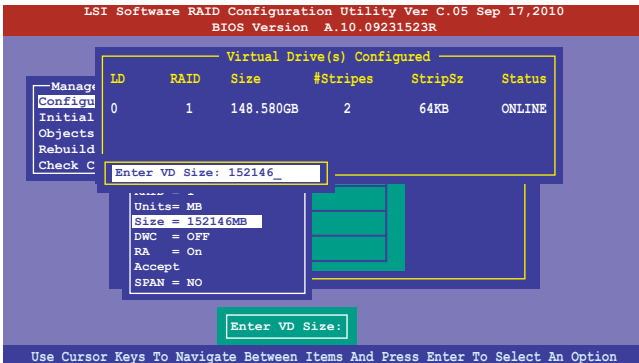 LSI Software RAID Configuration Utility Ver C.05 Sep 17,2010
BIOS Version A.10.09231523R
Virtual Drive(s) Configured
LD RAID Size #Stripes StripSz Status
0 1 148.580GB 2 64KB ONLINE
Manage
Configu
Initial
Objects
Rebuild
Check C
Enter VD Size: 152146_
Units= MB
Size = 152146MB
DWC = OFF
RA = On
Accept
SPAN = NO
Enter VD Size:
Use Cursor Keys To Navigate Between Items And Press Enter To Select An Option